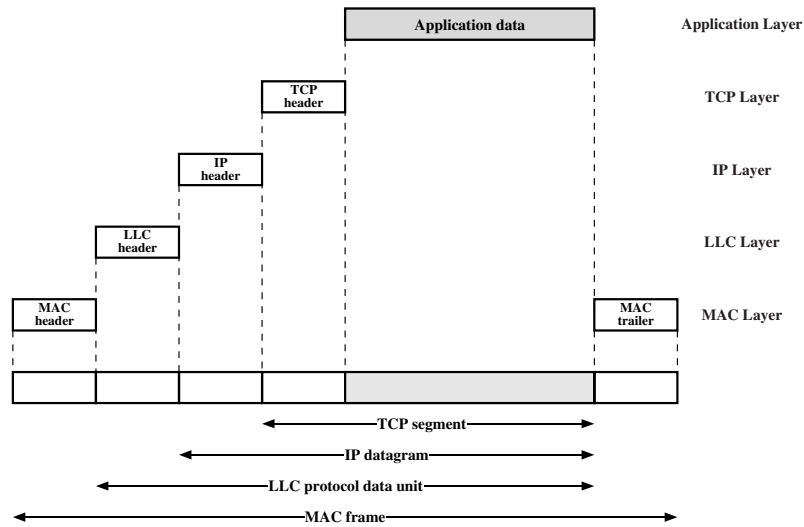 Application data
Application Layer
TCP
header
TCP Layer
IP
header
IP Layer
LLC
header
LLC Layer
MAC
header
MAC
trailer
MAC Layer
TCP segment
IP datagram
LLC protocol data unit
MAC frame